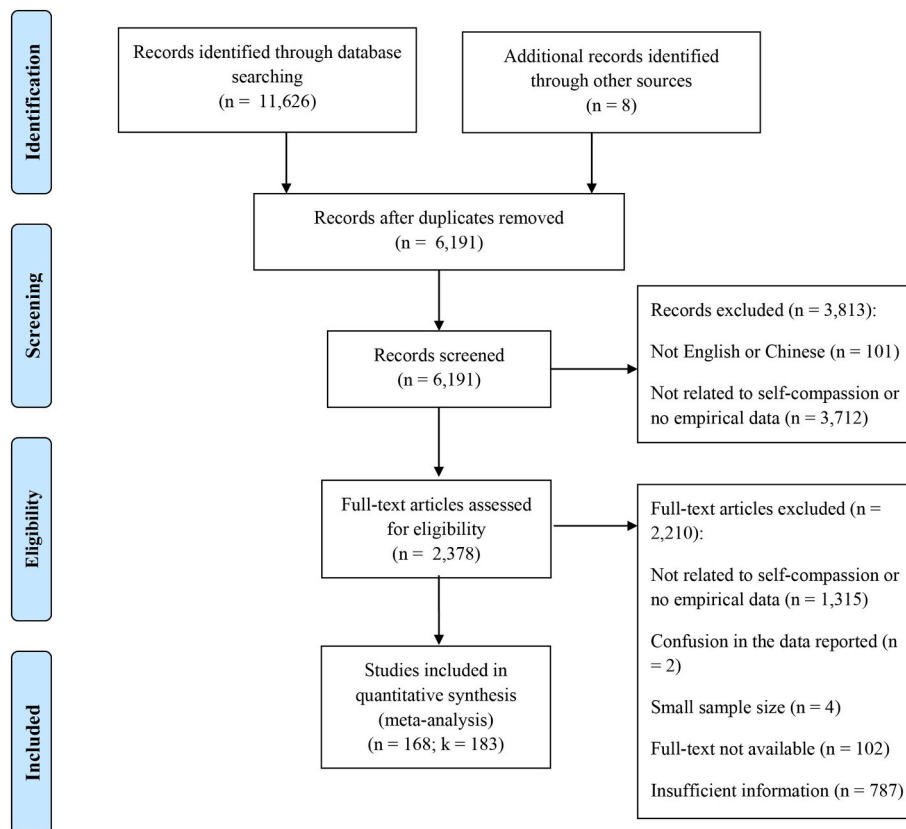 Identification
Records identified through database
searching
(n = 11,626)
Additional records identified
through other sources
(n = 8)
Records after duplicates removed
(n = 6,191)
Screening
Records screened
(n = 6,191)
Records excluded (n = 3,813):
Not English or Chinese (n = 101)
Not related to self-compassion or
no empirical data (n = 3,712)
Eligibility
Full-text articles assessed
for eligibility
(n = 2,378)
Full-text articles excluded (n =
2,210):
Not related to self-compassion or
no empirical data (n = 1,315)
Confusion in the data reported (n
= 2)
Small sample size (n = 4)
Full-text not available (n = 102)
Insufficient information (n = 787)
Included
Studies included in
quantitative synthesis
(meta-analysis)
(n = 168; k = 183)